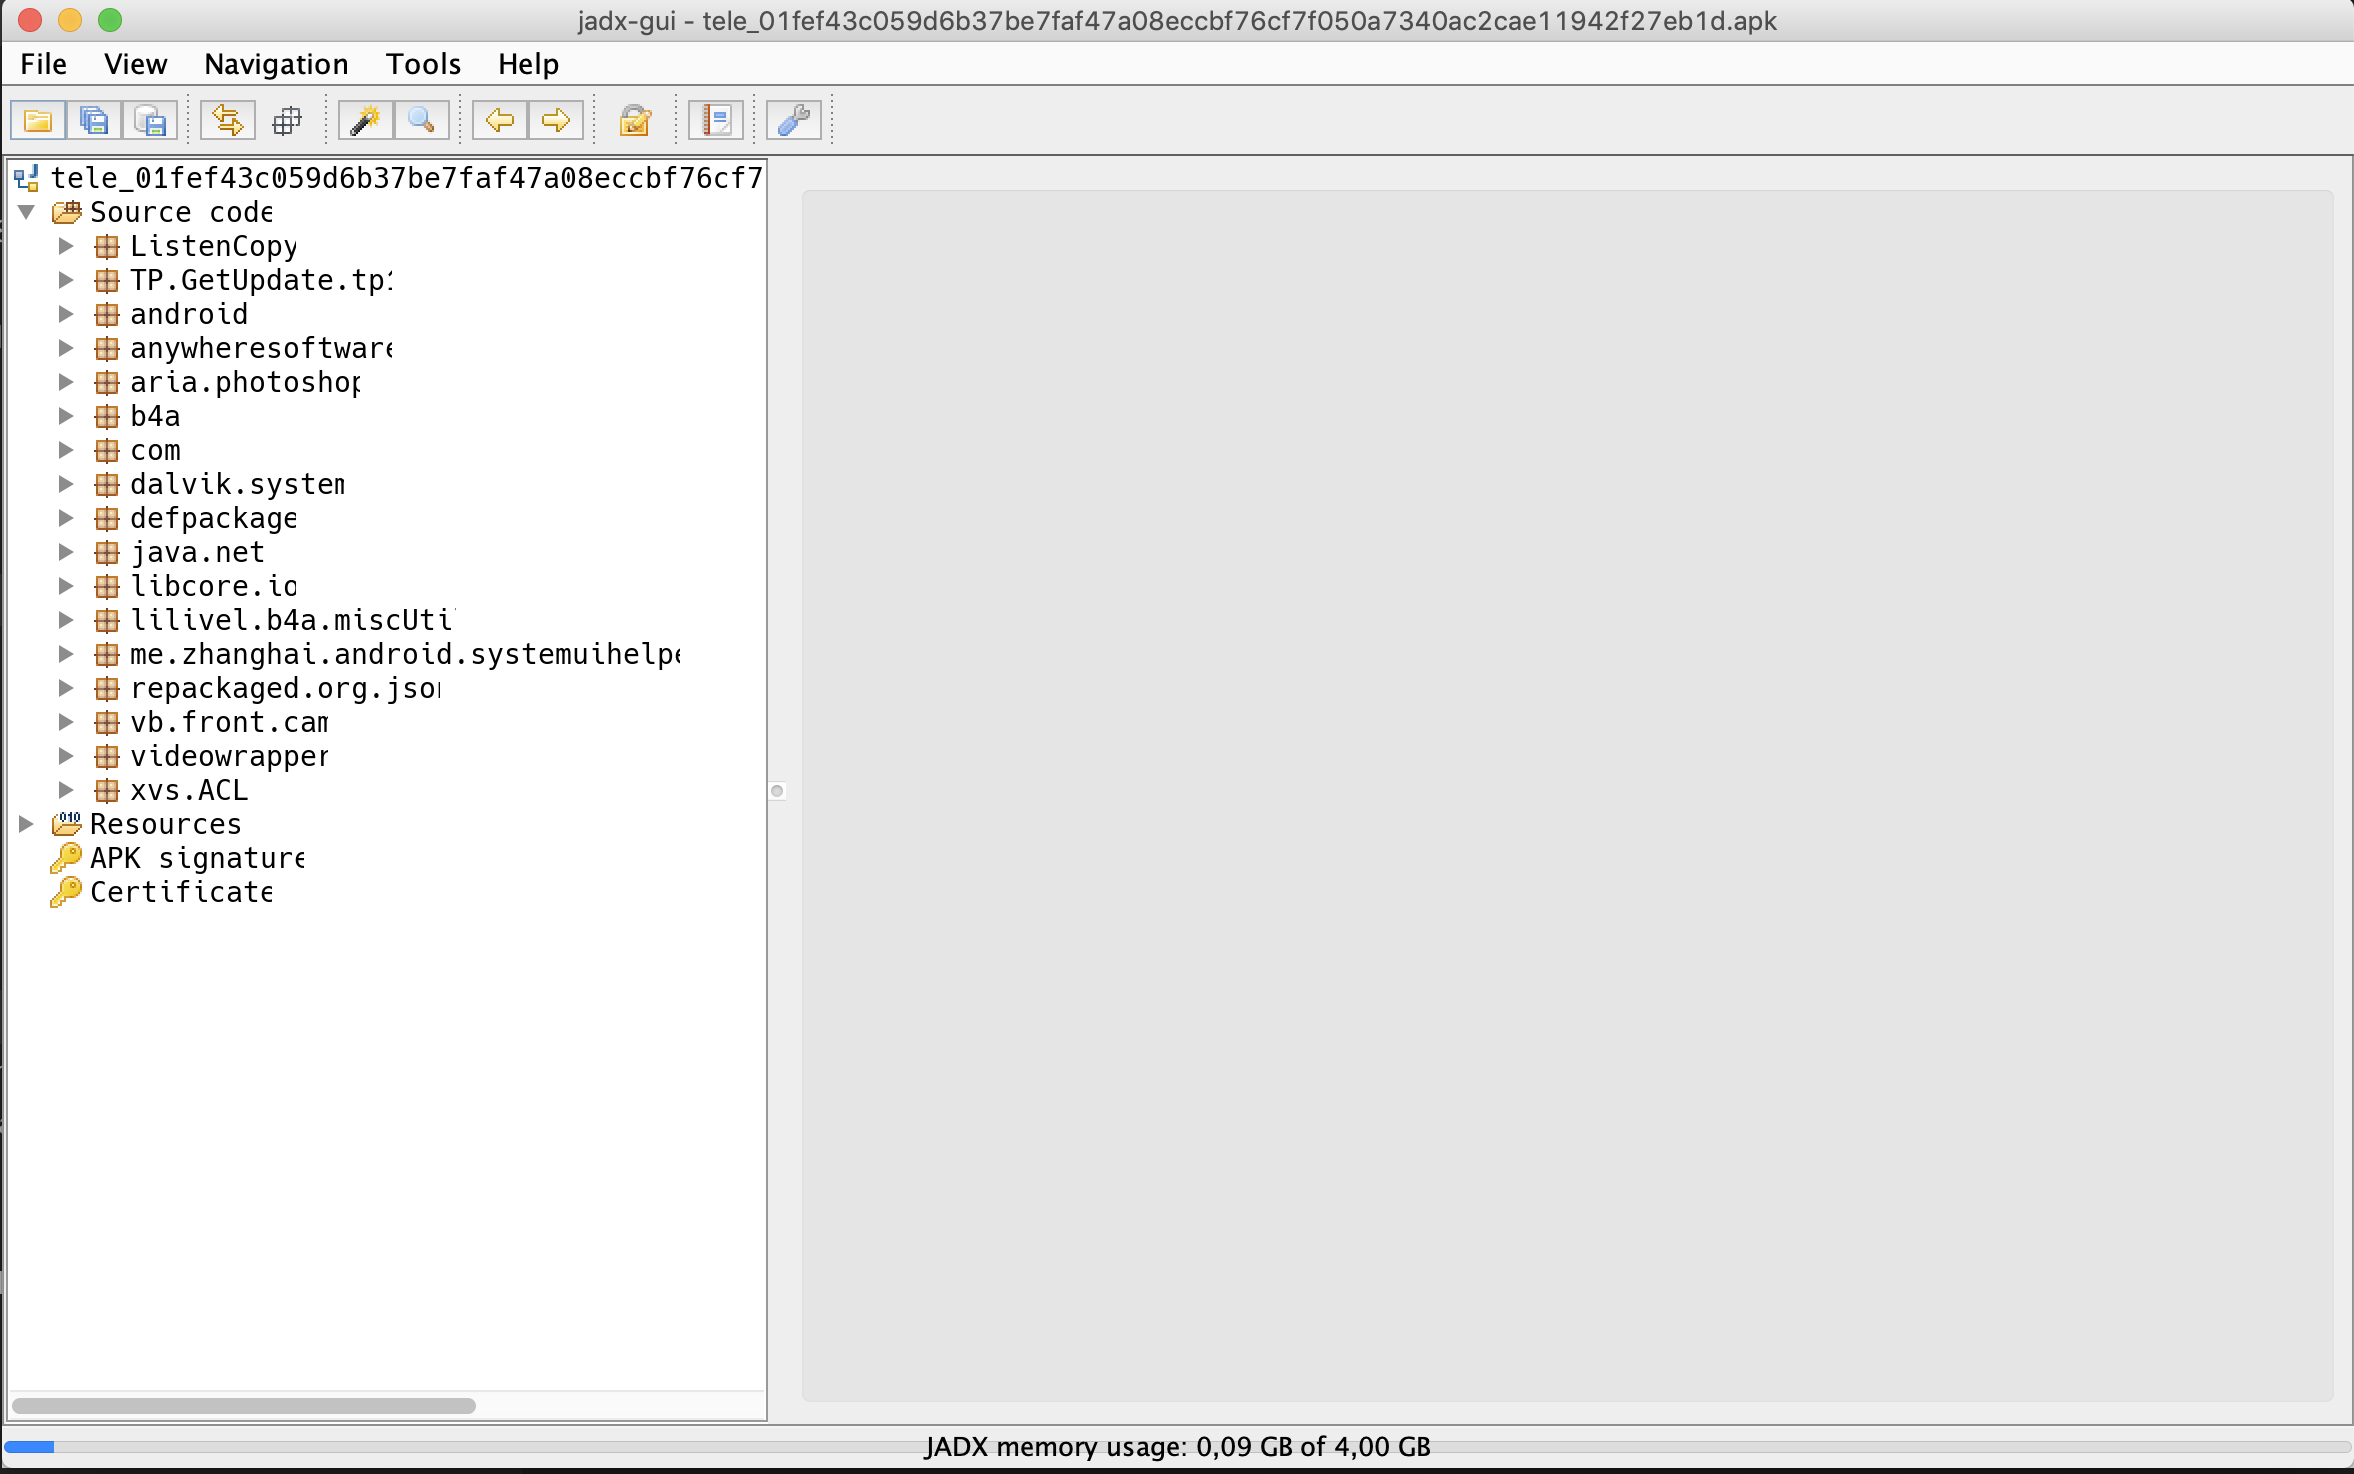 jadx-gui - tele_01fef43c059d6b37be7faf47a08eccbf76cf7f050a7340ac2cae11942f27eb1d.apk
File View Navigation Tools Help
tele_01fef43c059d6b37be7faf47a08eccbf76cf7
Source code
ListenCopy
TP.GetUpdate.tp1
android
anywheresoftware
aria.photoshop
b4a
com
dalvik.system
defpackage
java.net
libcore.io
lilivel.b4a.miscUti
me.zhanghai.android.systemuihelpe
repackaged.org.json
vb.front.cam
videowrapper
xvs.ACL
Resources
APK signature
Certificate
JADX memory usage: 0,09 GB of 4,00 GB